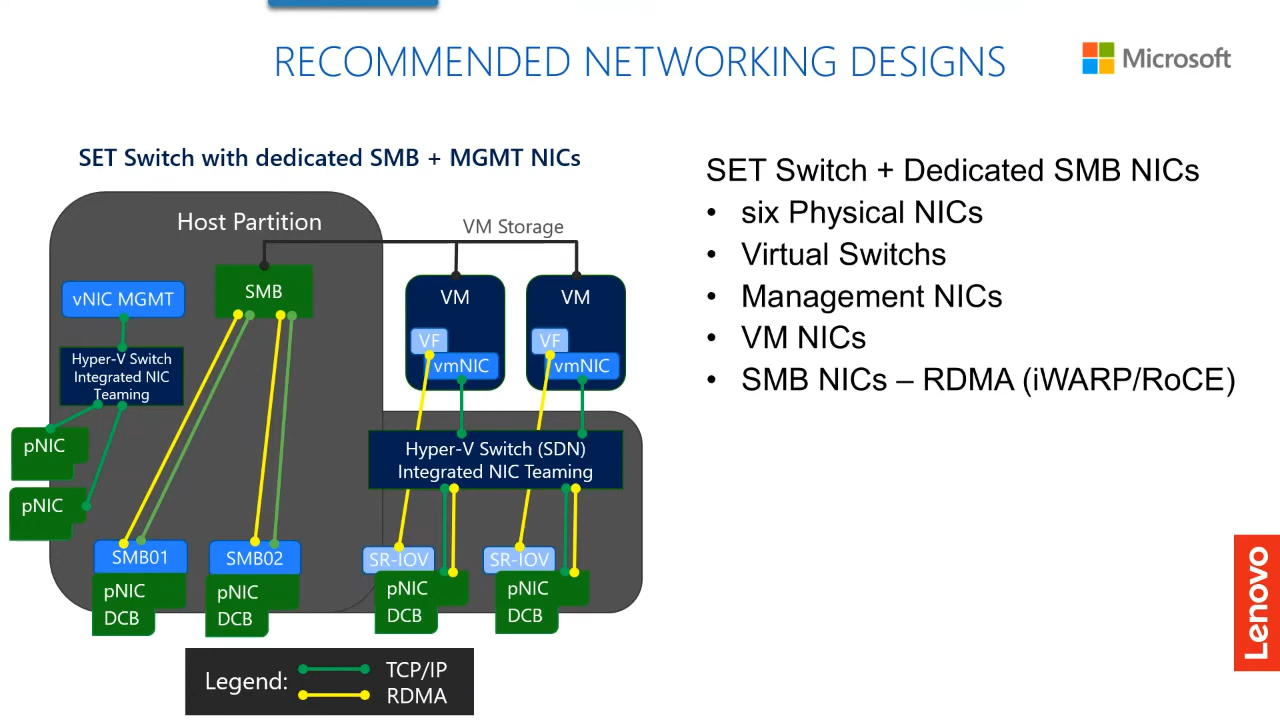 RECOMMENDED NETWORKING DESIGNS
Microsoft
SET Switch with dedicated SMB + MGMT NICs
Host Partition
VM Storage
vNIC MGMT
SMB
VM
VM
VF
vmNIC
VF
vmNIC
Hyper-V Switch
Integrated NIC
Teaming
pNIC
pNIC
Hyper-V Switch (SDN)
Integrated NIC Teaming
SMB01
SMB02
SR-IOV
SR-IOV
pNIC
DCB
pNIC
DCB
pNIC
DCB
pNIC
DCB
Legend:
TCP/IP
RDMA
SET Switch + Dedicated SMB NICs
• six Physical NICs
• Virtual Switchs
• Management NICs
• VM NICs
• SMB NICs – RDMA (iWARP/RoCE)
Lenovo